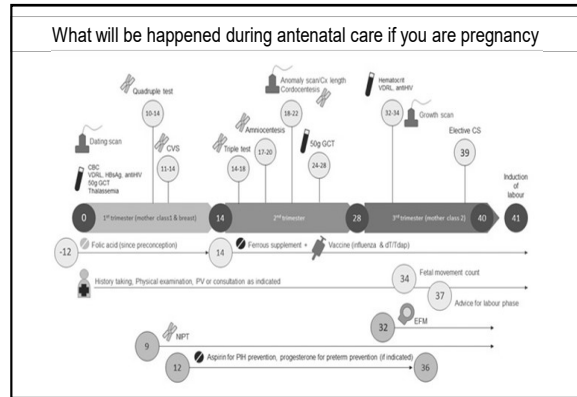 What will be happened during antenatal care if you are pregnancy
Quadruple test
10-14
Dating scan
CVS
11-14
CBC
VDRL, HBsAg, antiHIV
50g GCT
Thalassemia
Anomaly scan/Cx length
Cordocentesis
18-22
Amniocentesis
17-20
Triple test
14-18
50g GCT
24-28
Hematocrit
VDRL, antiHIV
32-34
Growth scan
Elective CS
39
Induction
of
labour
0
1st trimester (mother class1 & breast)
14
2nd trimester
28
3rd trimester (mother class 2)
40
41
-12
Folic acid (since preconception)
14
Ferrous supplement +
Vaccine (influenza & dT/Tdap)
History taking, Physical examination, PV or consultation as indicated
34
Fetal movement count
37
Advice for labour phase
32
EFM
9
NIPT
12
Aspirin for PIH prevention, progesterone for preterm prevention (if indicated)
36